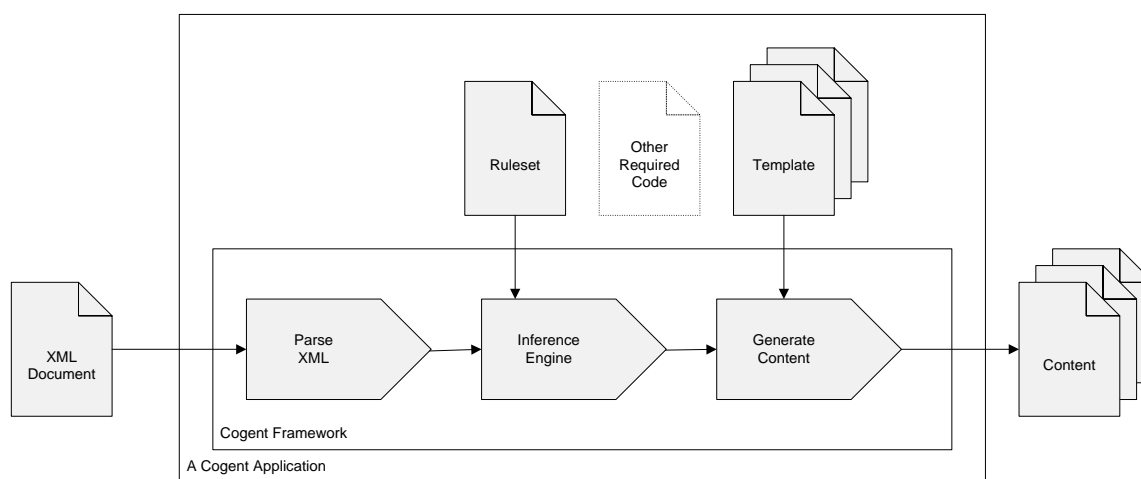 Ruleset
Other
Required
Code
Template
XML
Document
Parse
XML
Inference
Engine
Generate
Content
Content
Cogent Framework
A Cogent Application